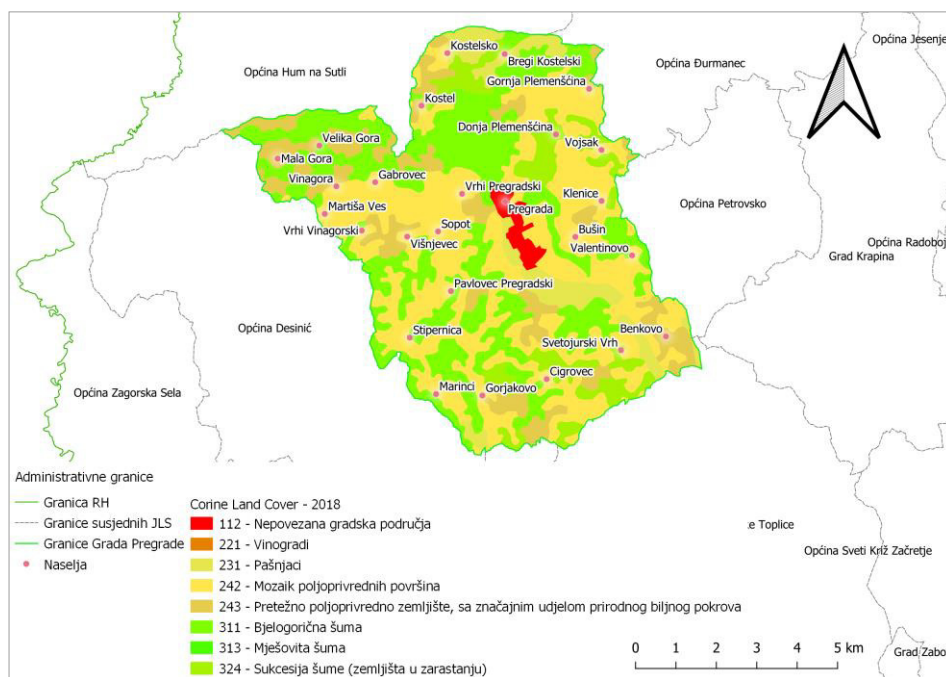 Općina Jesenje
Kostelsko
Bregi Kostelski
Općina Hum na Sutli
Općina Đurmanec
Gornja Plemenšćina
Kostel
Donja Plemenšćina
Velika Gora
Vojsak
Mala Gora
Gabrovec
Vinagora
Vrhi Pregradski
Klenice
Pregrada
Općina Petrovsko
Martiša Ves
Vrhi Vinagorski
Sopot
Bušin
Višnjevec
Valentinovo
Općina Radoboj
Grad Krapina
Pavlovec Pregradski
Općina Desinić
Stipernica
Benkovo
Svetojurski Vrh
Cigrovec
Općina Zagorska Sela
Marinci
Gorjakovo
Administrativne granice
Granica RH
Granice susjednih JLS
Granice Grada Pregrade
Naselja
Corine Land Cover - 2018
112 - Nepovezana gradska područja
221 - Vinogradi
231 - Pašnjaci
242 - Mozaik poljoprivrednih površina
243 - Pretežno poljoprivredno zemljište, sa značajnim udjelom prirodnog biljnog pokrova
311 - Bjelogorična šuma
313 - Mješovita šuma
324 - Sukcesija šume (zemljišta u zarastanju)
e Toplice
Općina Sveti Križ Začretje
0 1 2 3 4 5 km
Grad Zabo